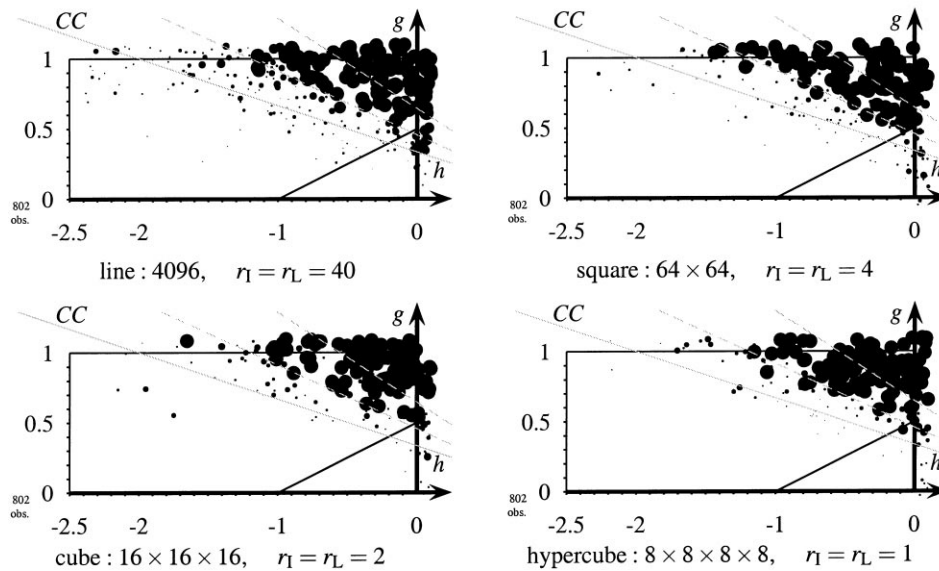 CC g
1
0.5
h
0
802
obs.
-2.5 -2 -1 0
line : 4096, r_I = r_L = 40
CC g
1
0.5
h
0
802
obs.
-2.5 -2 -1 0
square : 64 × 64, r_I = r_L = 4
CC g
1
0.5
h
0
802
obs.
-2.5 -2 -1 0
cube : 16 × 16 × 16, r_I = r_L = 2
CC g
1
0.5
h
0
802
obs.
-2.5 -2 -1 0
hypercube : 8 × 8 × 8 × 8, r_I = r_L = 1